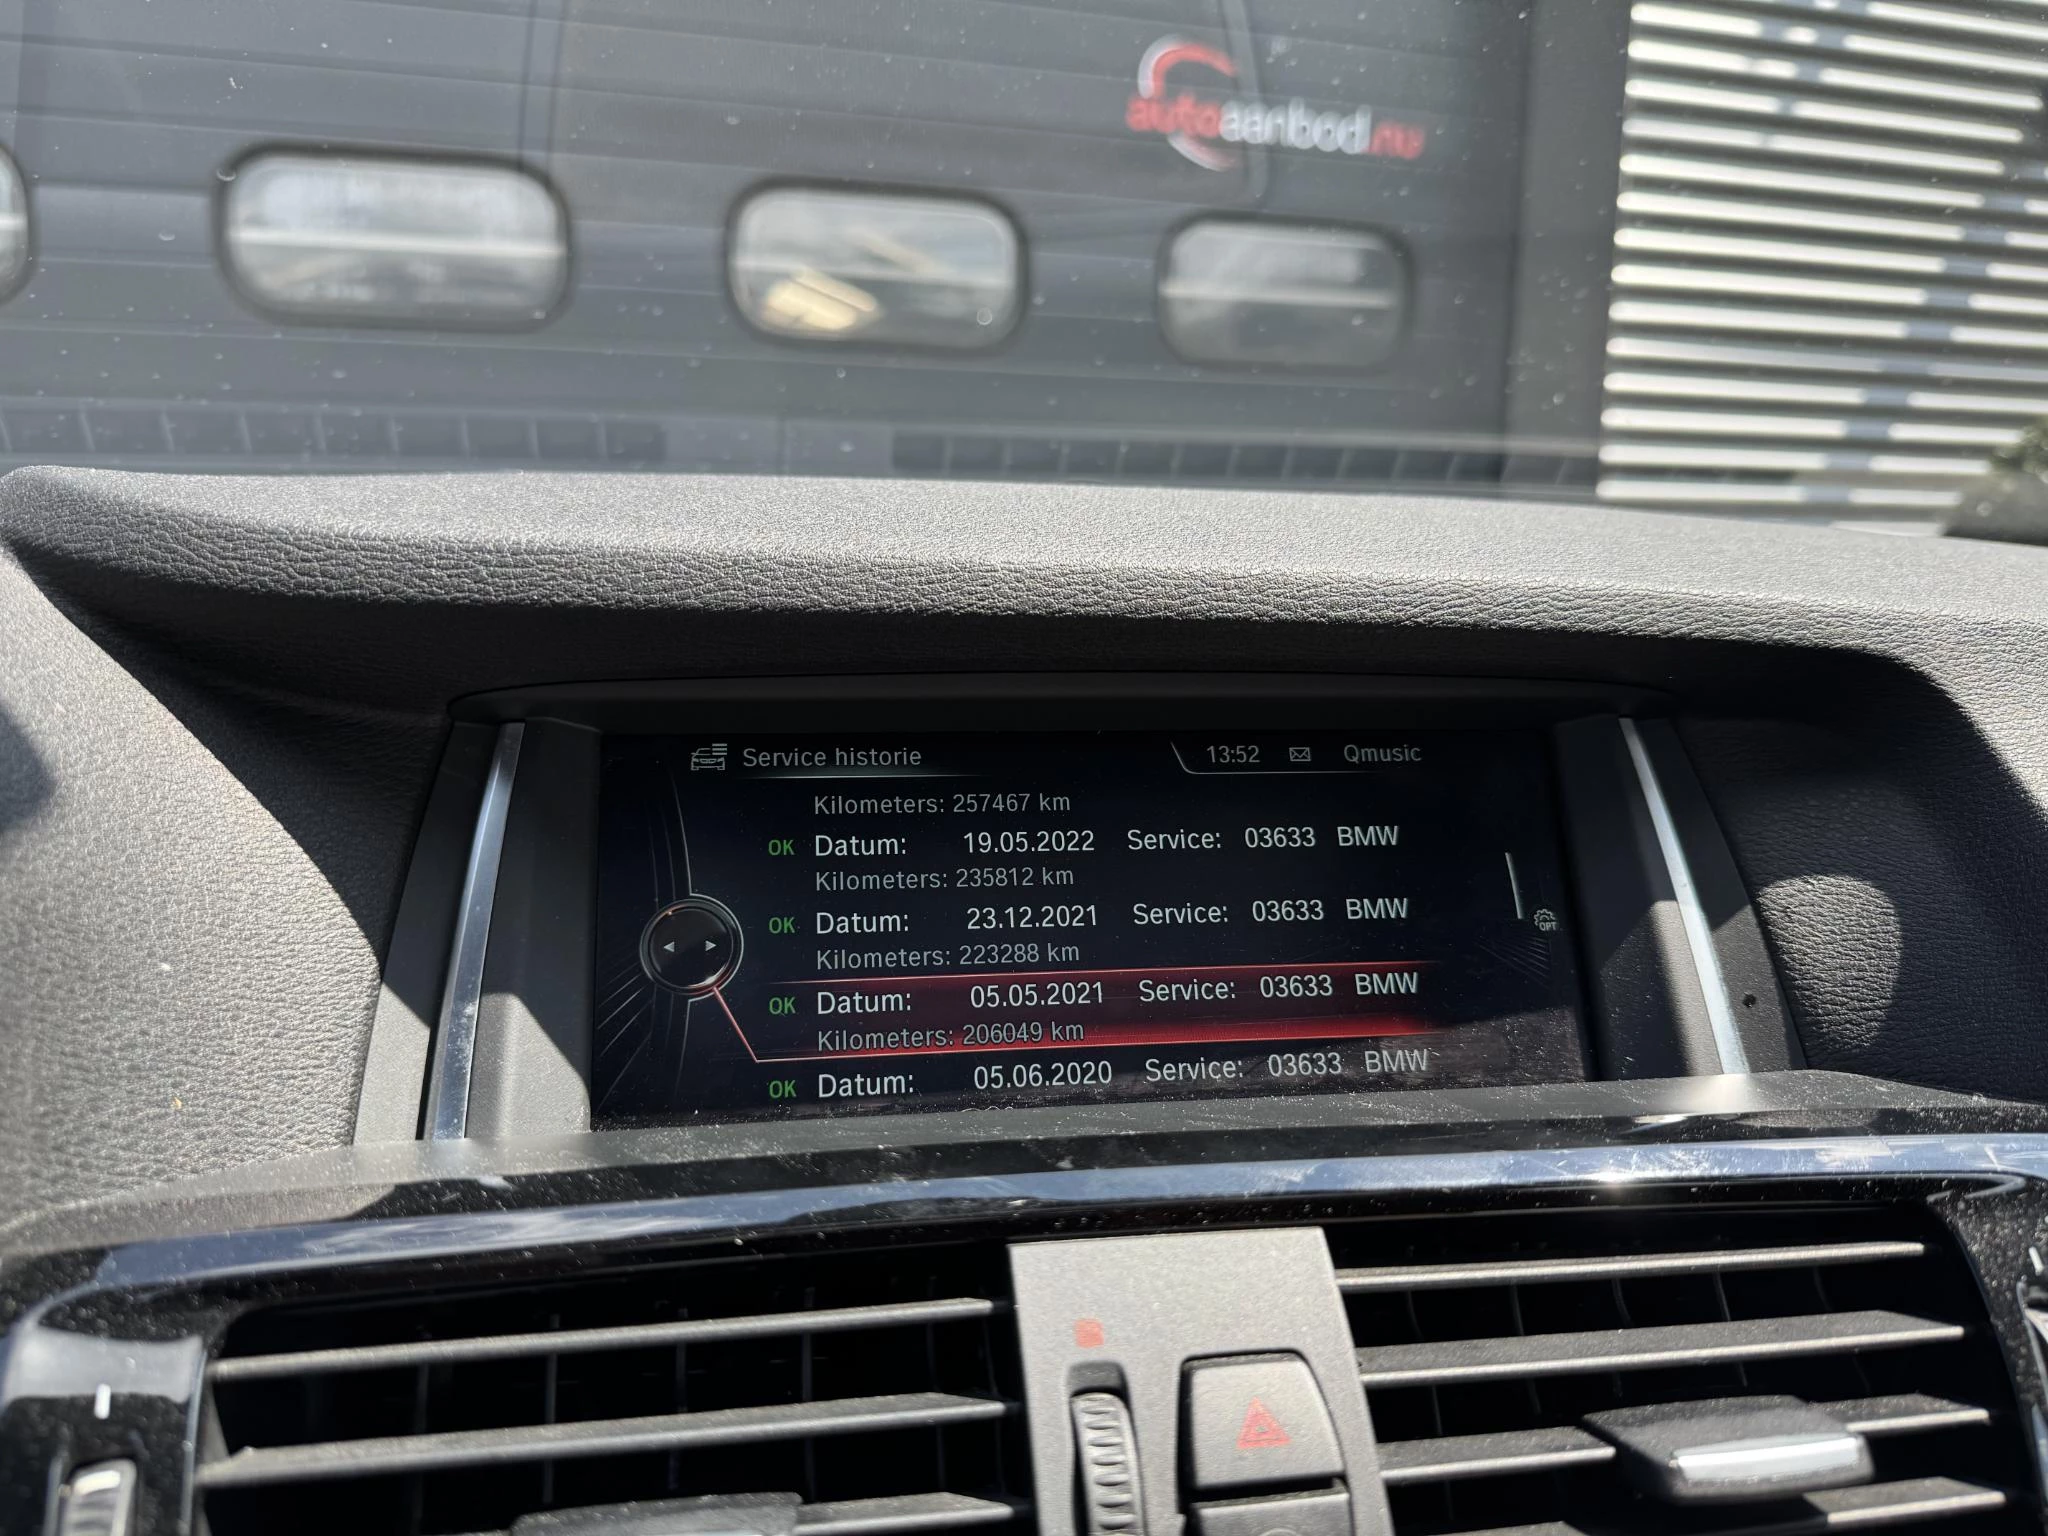 autoaanbod.nu
Service historie 13:52 Qmusic
Kilometers: 257467 km
OK Datum: 19.05.2022 Service: 03633 BMW
Kilometers: 235812 km
OK Datum: 23.12.2021 Service: 03633 BMW
Kilometers: 223288 km
OK Datum: 05.05.2021 Service: 03633 BMW
Kilometers: 206049 km
OK Datum: 05.06.2020 Service: 03633 BMW
OPT